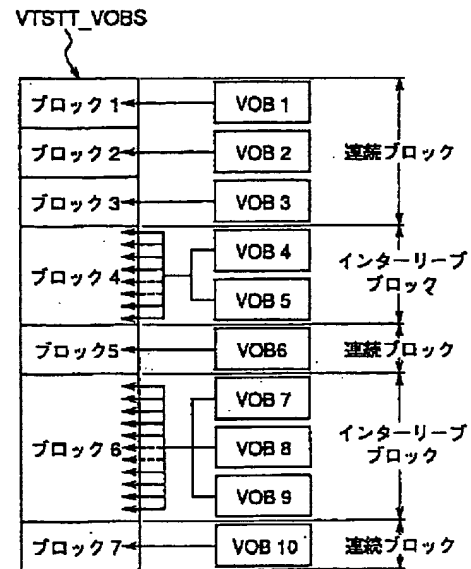 VTSTT_VOBS
ブロック 1
VOB 1
ブロック 2
VOB 2
連続ブロック
ブロック 3
VOB 3
ブロック 4
VOB 4
VOB 5
インターリーブ
ブロック
ブロック5
VOB6
連続ブロック
ブロック 6
VOB 7
VOB 8
VOB 9
インターリーブ
ブロック
ブロック 7
VOB 10
連続ブロック